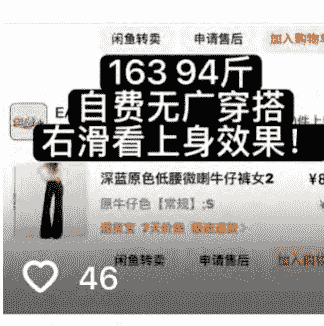 闲鱼转卖 申请售后 加入购物车
163 94斤
自费无广穿搭
右滑看上身效果！
深蓝原色低腰微喇牛仔裤女2 ¥8
原牛仔色【常规】;S
闲鱼转卖 申请售后 加入购物
46